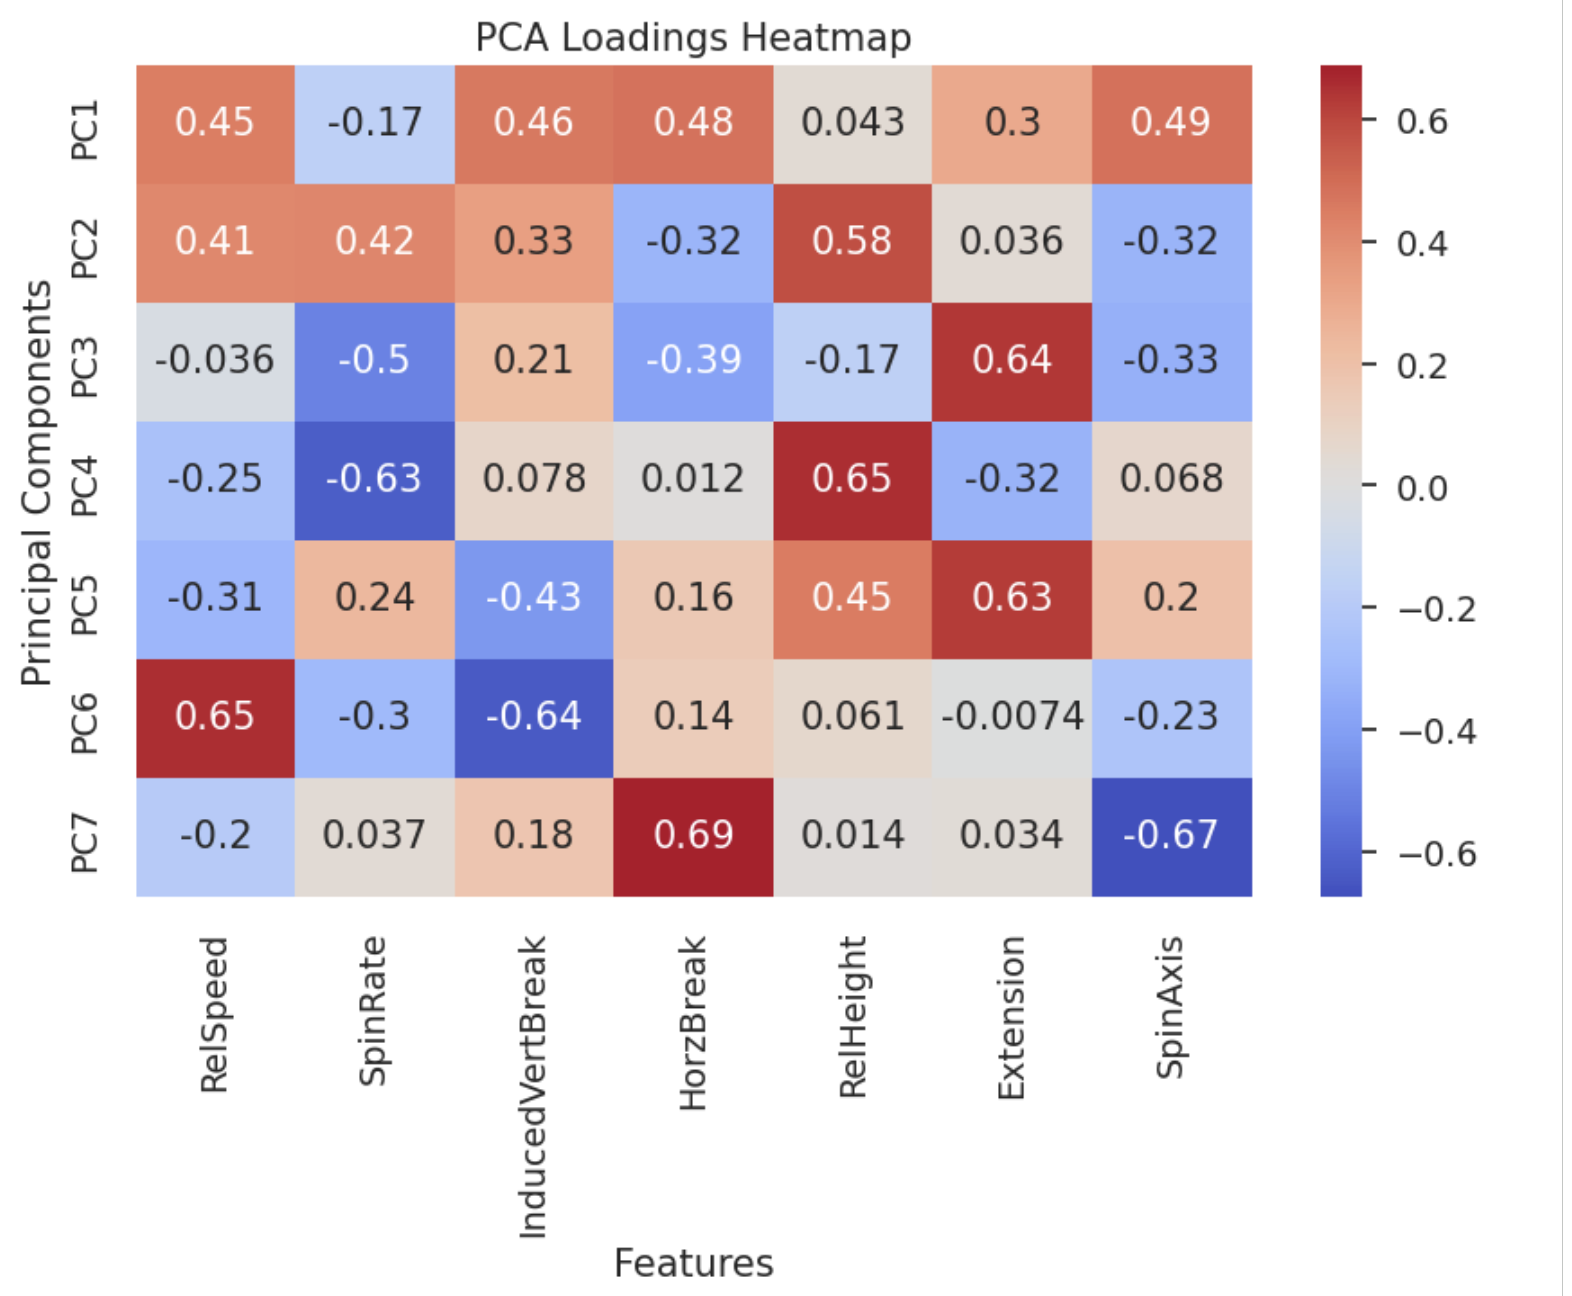 PCA Loadings Heatmap
Principal Components
PC1 0.45 -0.17 0.46 0.48 0.043 0.3 0.49
PC2 0.41 0.42 0.33 -0.32 0.58 0.036 -0.32
PC3 -0.036 -0.5 0.21 -0.39 -0.17 0.64 -0.33
PC4 -0.25 -0.63 0.078 0.012 0.65 -0.32 0.068
PC5 -0.31 0.24 -0.43 0.16 0.45 0.63 0.2
PC6 0.65 -0.3 -0.64 0.14 0.061 -0.0074 -0.23
PC7 -0.2 0.037 0.18 0.69 0.014 0.034 -0.67
RelSpeed SpinRate InducedVertBreak HorzBreak RelHeight Extension SpinAxis
Features
0.6
0.4
0.2
0.0
−0.2
−0.4
−0.6